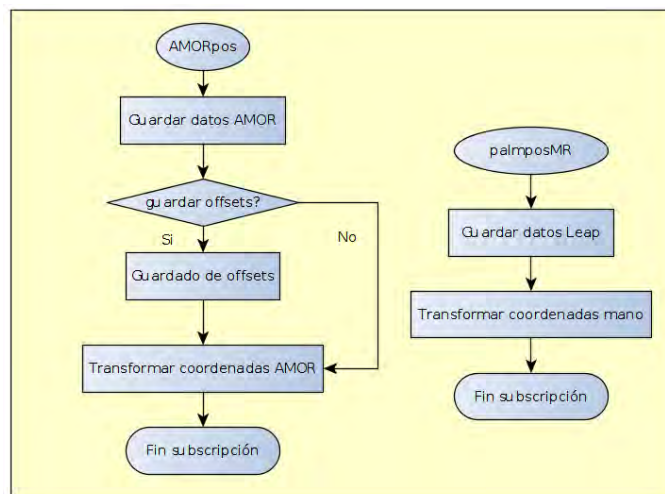 AMORpos
Guardar datos AMOR
guardar offsets?
Si
No
Guardado de offsets
Transformar coordenadas AMOR
Fin subscripción
palmposMR
Guardar datos Leap
Transformar coordenadas mano
Fin subscripción